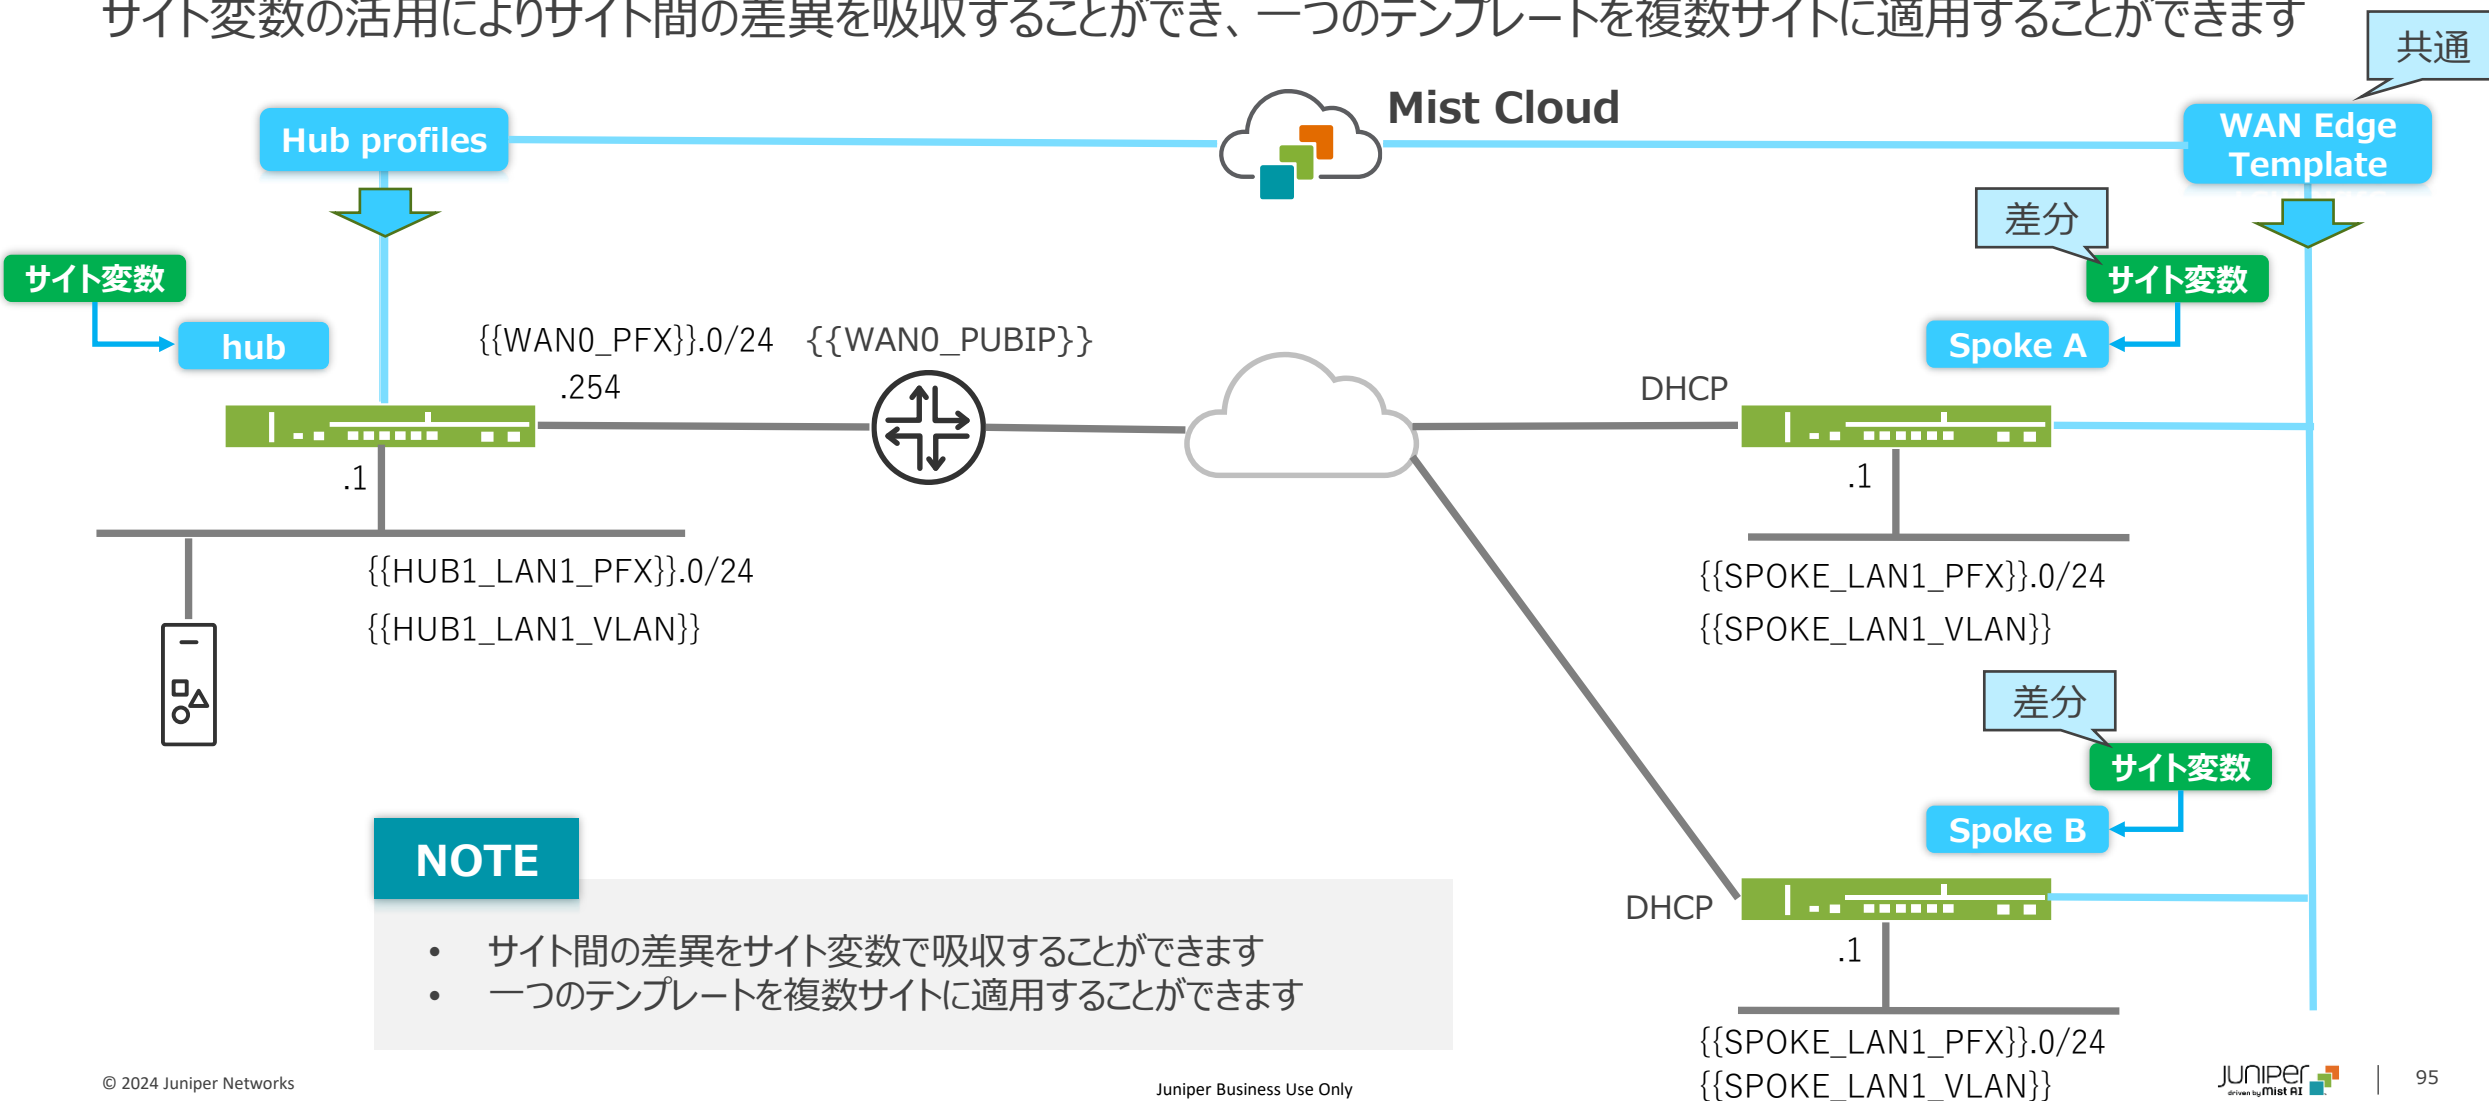 サイト変数の活用によりサイト間の差異を吸収することができ、一つのテンプレートを複数サイトに適用することができます
共通
Hub profiles
Mist Cloud
WAN Edge
Template
差分
サイト変数
サイト変数
hub
{{WAN0_PFX}}.0/24
{{WAN0_PUBIP}}
Spoke A
.254
DHCP
.1
.1
{{HUB1_LAN1_PFX}}.0/24
{{HUB1_LAN1_VLAN}}
{{SPOKE_LAN1_PFX}}.0/24
{{SPOKE_LAN1_VLAN}}
差分
サイト変数
Spoke B
NOTE
• サイト間の差異をサイト変数で吸収することができます
• 一つのテンプレートを複数サイトに適用することができます
DHCP
.1
{{SPOKE_LAN1_PFX}}.0/24
{{SPOKE_LAN1_VLAN}}
© 2024 Juniper Networks
Juniper Business Use Only
JUNIPER
driven by Mist AI
95